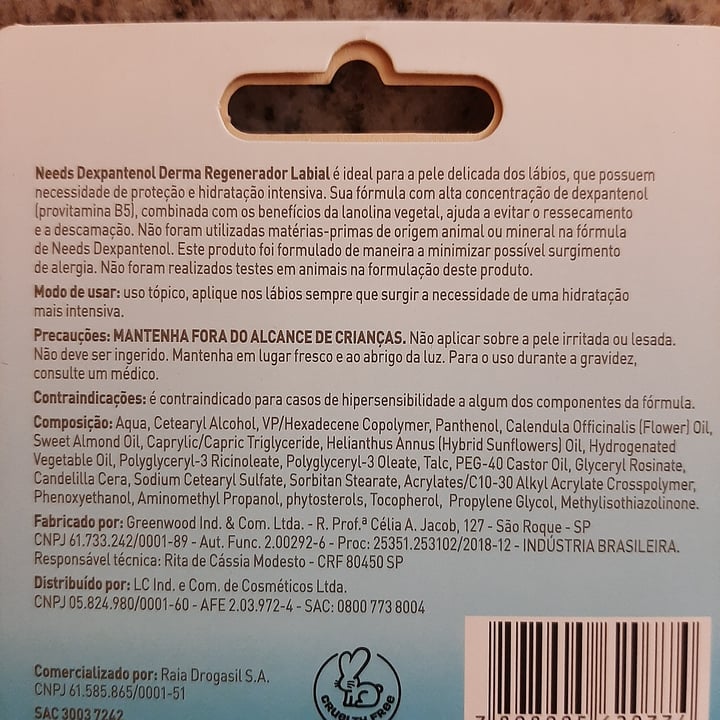 Needs Dexpantenol Derma Regenerador Labial é ideal para a pele delicada dos lábios, que possuem
necessidade de proteção e hidratação intensiva. Sua fórmula com alta concentração de dexpantenol
(provitamina B5), combinada com os benefícios da lanolina vegetal, ajuda a evitar o ressecamento
e a descamação. Não foram utilizadas matérias-primas de origem animal ou mineral na fórmula
de Needs Dexpantenol. Este produto foi formulado de maneira a minimizar possível surgimento
de alergia. Não foram realizados testes em animais na formulação deste produto.
Modo de usar: uso tópico, aplique nos lábios sempre que surgir a necessidade de uma hidratação
mais intensiva.
Precauções: MANTENHA FORA DO ALCANCE DE CRIANÇAS. Não aplicar sobre a pele irritada ou lesada.
Não deve ser ingerido. Mantenha em lugar fresco e ao abrigo da luz. Para o uso durante a gravidez,
consulte um médico.
Contraindicações: é contraindicado para casos de hipersensibilidade a algum dos componentes da fórmula.
Composição: Aqua, Cetearyl Alcohol, VP/Hexadecene Copolymer, Panthenol, Calendula Officinalis (Flower) Oil,
Sweet Almond Oil, Caprylic/Capric Triglyceride, Helianthus Annus (Hybrid Sunflowers) Oil, Hydrogenated
Vegetable Oil, Polyglyceryl-3 Ricinoleate, Polyglyceryl-3 Oleate, Talc, PEG-40 Castor Oil, Glyceryl Rosinate,
Candelilla Cera, Sodium Cetearyl Sulfate, Sorbitan Stearate, Acrylates/C10-30 Alkyl Acrylate Crosspolymer,
Phenoxyethanol, Aminomethyl Propanol, phytosterols, Tocopherol, Propylene Glycol, Methylisothiazolinone.
Fabricado por: Greenwood Ind. & Com. Ltda. - R. Prof.ª Célia A. Jacob, 127 - São Roque - SP
CNPJ 61.733.242/0001-89 - Aut. Func. 2.00292-6 - Proc: 25351.253102/2018-12 - INDÚSTRIA BRASILEIRA.
Responsável técnica: Rita de Cássia Modesto - CRF 80450 SP
Distribuído por: LC Ind. e Com. de Cosméticos Ltda.
CNPJ 05.824.980/0001-60 - AFE 2.03.972-4 - SAC: 0800 773 8004
Comercializado por: Raia Drogasil S.A.
CNPJ 61.585.865/0001-51
SAC 3003 7242
CRUELTY FREE